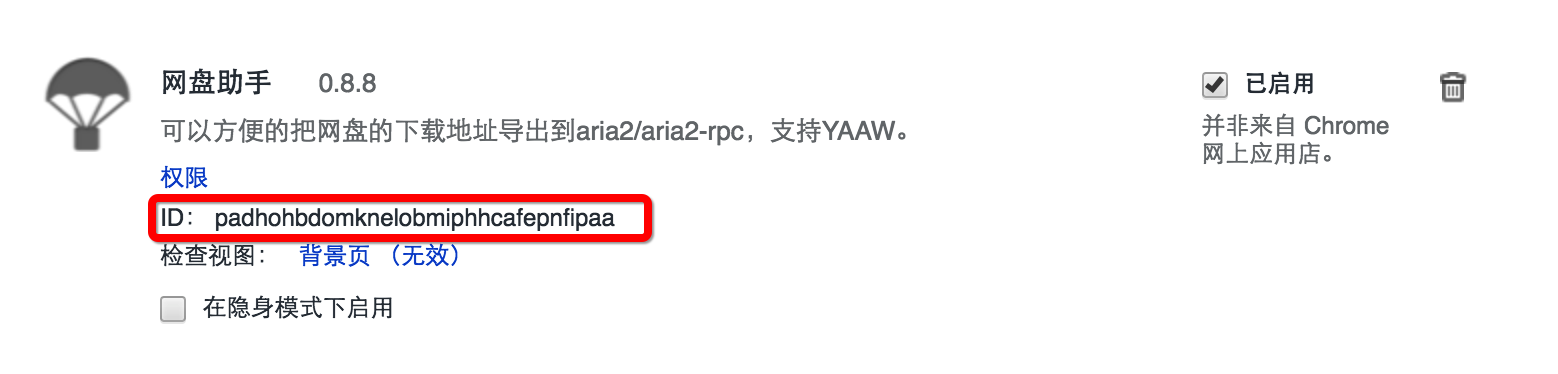 网盘助手 0.8.8
已启用
可以方便的把网盘的下载地址导出到aria2/aria2-rpc，支持YAAW。
并非来自 Chrome
网上应用店。
权限
ID： padhohbdomknelobmiphhcafepnfipaa
检查视图： 背景页 （无效）
在隐身模式下启用